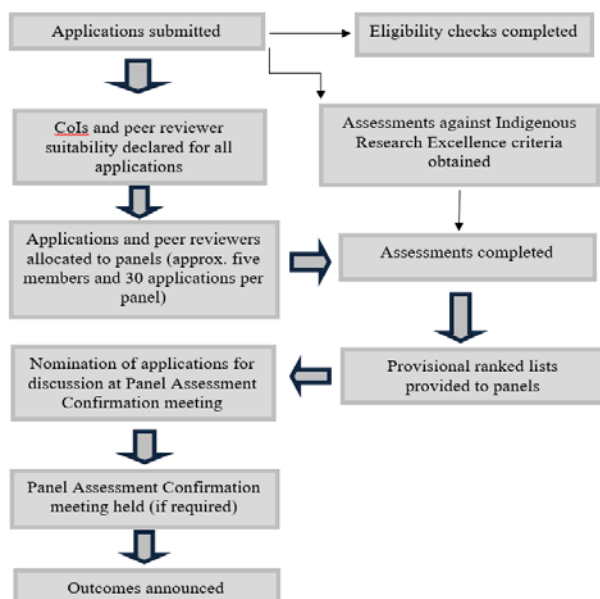 Applications submitted
Eligibility checks completed
CoIs and peer reviewer
suitability declared for all
applications
Assessments against Indigenous
Research Excellence criteria
obtained
Applications and peer reviewers
allocated to panels (approx. five
members and 30 applications per
panel)
Assessments completed
Provisional ranked lists
provided to panels
Nomination of applications for
discussion at Panel Assessment
Confirmation meeting
Panel Assessment Confirmation
meeting held (if required)
Outcomes announced